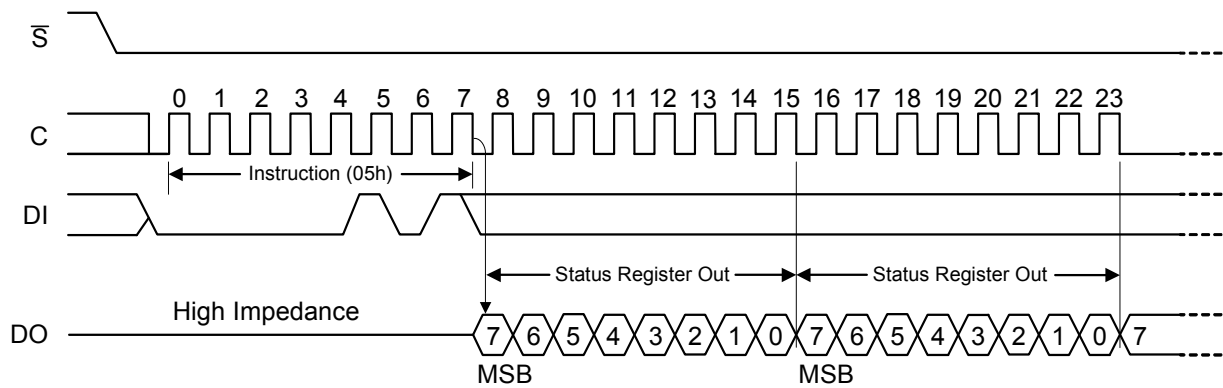 S
0 1 2 3 4 5 6 7 8 9 10 11 12 13 14 15 16 17 18 19 20 21 22 23
C
Instruction (05h)
DI
Status Register Out Status Register Out
High Impedance
DO 7 6 5 4 3 2 1 0 7 6 5 4 3 2 1 0 7
MSB MSB